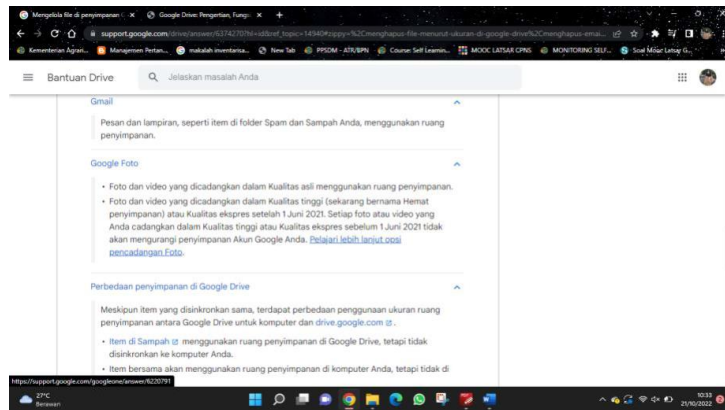 Mengelola file di penyimpanan
Google Drive: Pengertian, Fungsi
support.google.com/drive/answer/6374270?hl=id&ref_topic=14940#zippy=%2Cmenghapus-file-menurut-ukuran-di-google-drive%2Cmenghapus-emai...
Kementerian Agrari...
Manajemen Pertan...
makalah inventarisa...
New Tab
PPSDM - ATR/BPN
Course: Self Learnin...
MOOC LATSAR CPNS
MONITORING SELF...
Bantuan Drive
Jelaskan masalah Anda
Gmail
Pesan dan lampiran, seperti item di folder Spam dan Sampah Anda, menggunakan ruang
penyimpanan.
Google Foto
• Foto dan video yang dicadangkan dalam Kualitas asli menggunakan ruang penyimpanan.
• Foto dan video yang dicadangkan dalam Kualitas tinggi (sekarang bernama Hemat
penyimpanan) atau Kualitas ekspres setelah 1 Juni 2021. Setiap foto atau video yang
Anda cadangkan dalam Kualitas tinggi atau Kualitas ekspres sebelum 1 Juni 2021 tidak
akan mengurangi penyimpanan Akun Google Anda. Pelajari lebih lanjut opsi
pencadangan Foto.
Perbedaan penyimpanan di Google Drive
Meskipun item yang disinkronkan sama, terdapat perbedaan penggunaan ukuran ruang
penyimpanan antara Google Drive untuk komputer dan drive.google.com.
• Item di Sampah menggunakan ruang penyimpanan di Google Drive, tetapi tidak
disinkronkan ke komputer Anda.
• Item bersama akan menggunakan ruang penyimpanan di komputer Anda, tetapi tidak di
https://support.google.com/googleone/answer/6220791
27°C
Berawan
10:33
21/10/2022